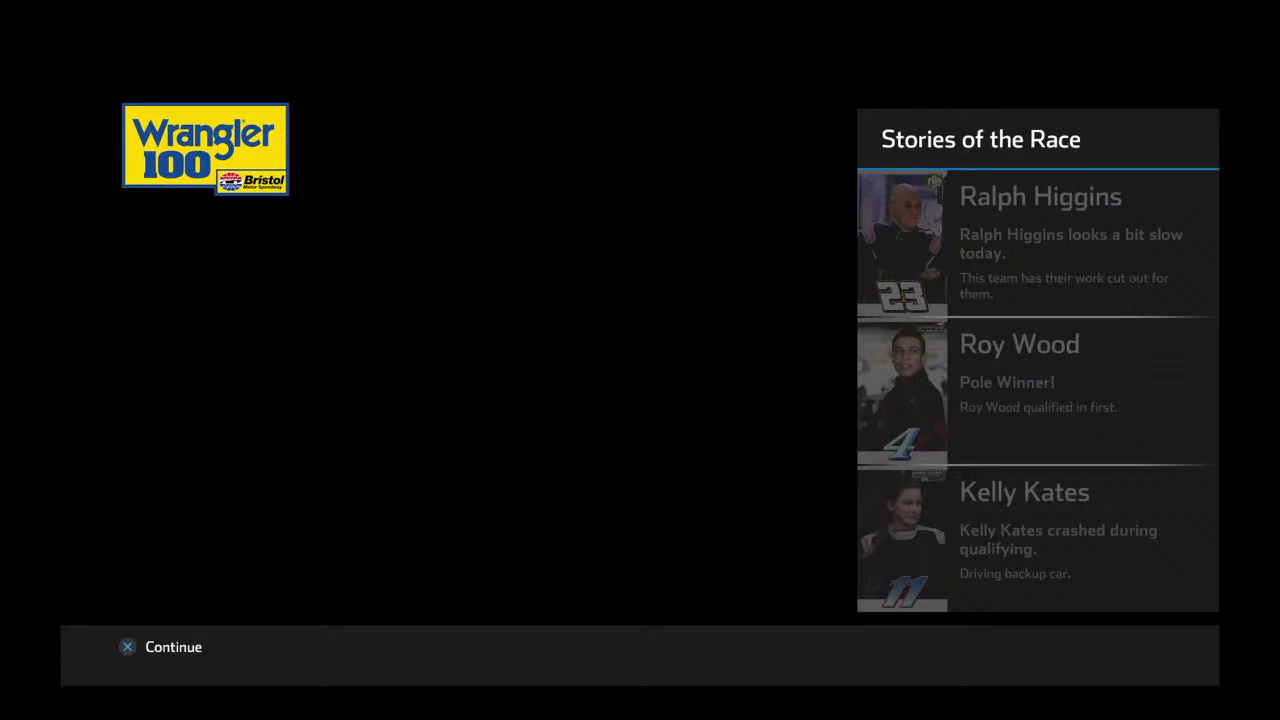 Wrangler
100
Bristol
Motor Speedway
Stories of the Race
Ralph Higgins
Ralph Higgins looks a bit slow
today.
This team has their work cut out for
them.
23
Roy Wood
Pole Winner!
Roy Wood qualified in first.
4
Kelly Kates
Kelly Kates crashed during
qualifying.
Driving backup car.
11
Continue